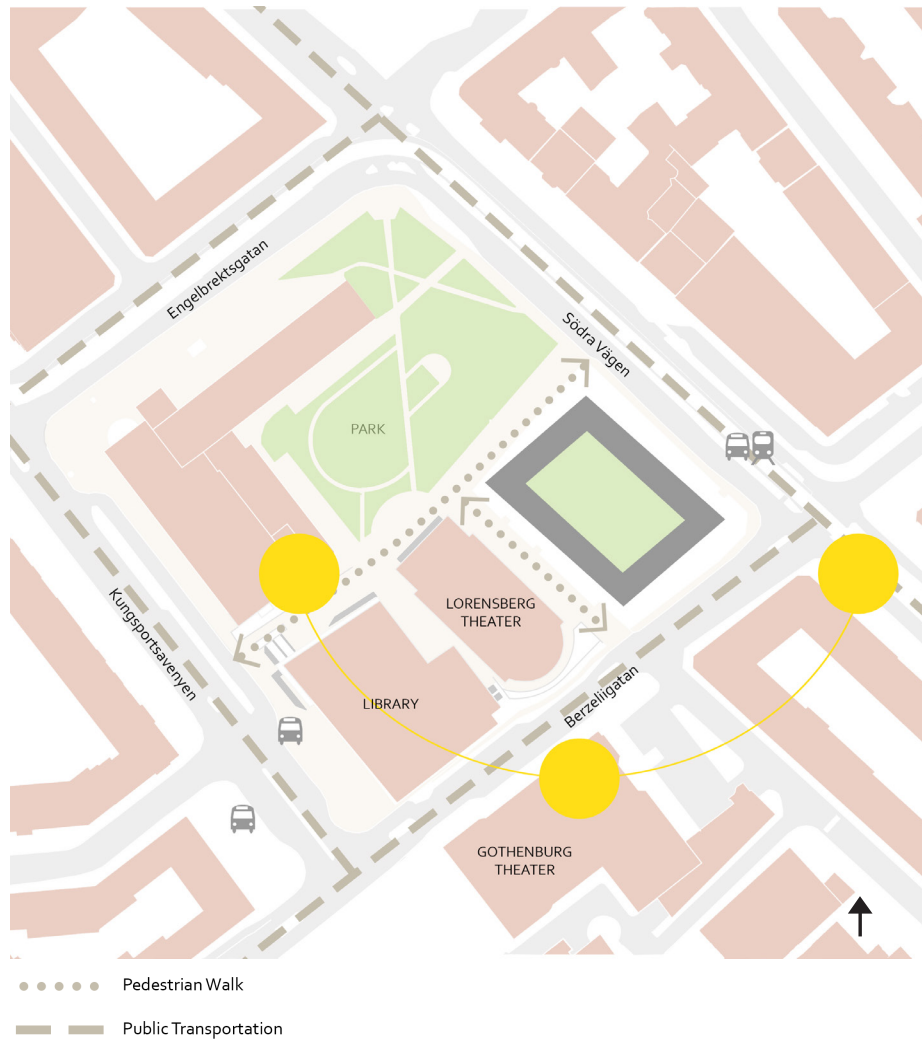 Engelbrektsgatan
Södra Vägen
PARK
LORENSBERG
THEATER
Kungsportsavenyen
LIBRARY
Berzeliigatan
GOTHENBURG
THEATER
Pedestrian Walk
Public Transportation